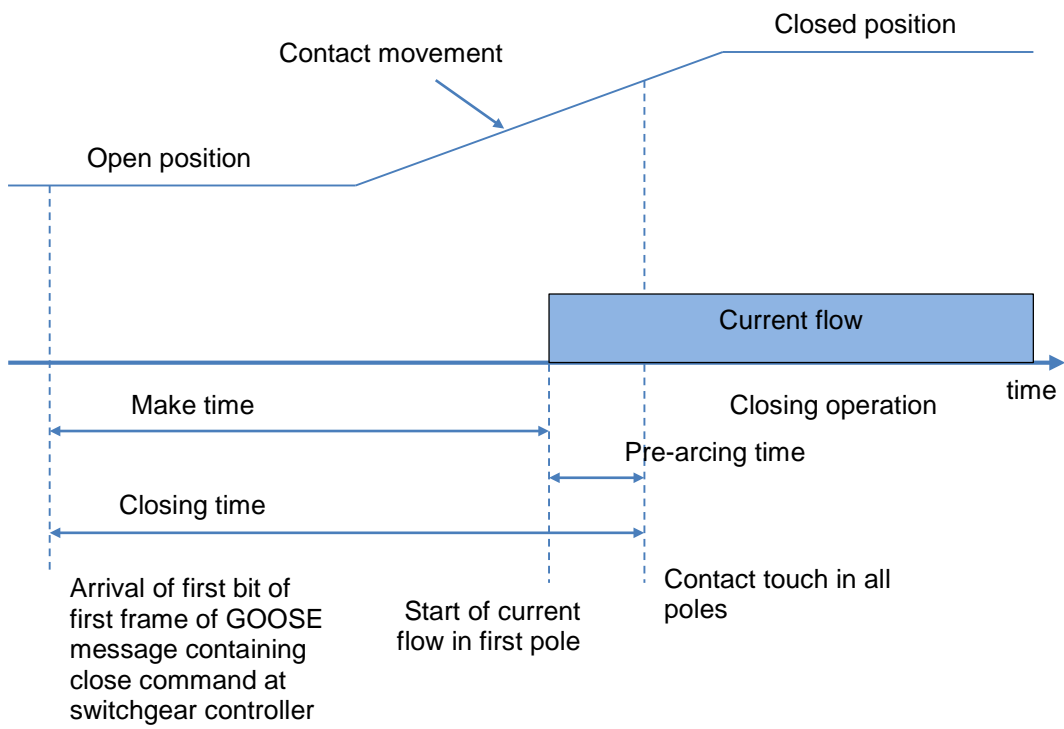 Closed position
Contact movement
Open position
Current flow
time
Make time
Closing operation
Pre-arcing time
Closing time
Arrival of first bit of
first frame of GOOSE
message containing
close command at
switchgear controller
Start of current
flow in first pole
Contact touch in all
poles